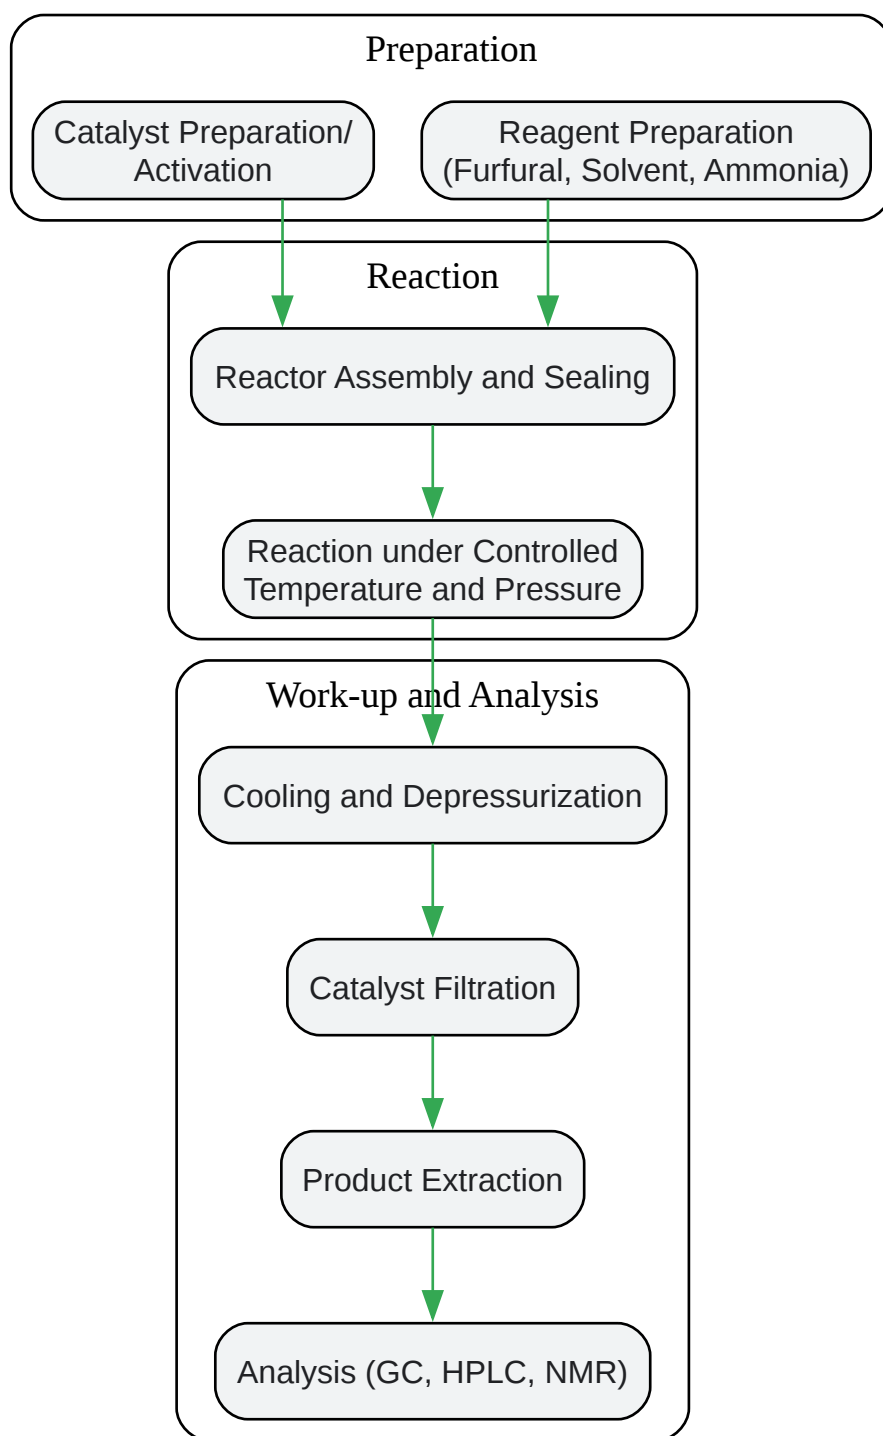 Preparation
Catalyst Preparation/
Activation
Reagent Preparation
(Furfural, Solvent, Ammonia)
Reaction
Reactor Assembly and Sealing
Reaction under Controlled
Temperature and Pressure
Work-up and Analysis
Cooling and Depressurization
Catalyst Filtration
Product Extraction
Analysis (GC, HPLC, NMR)